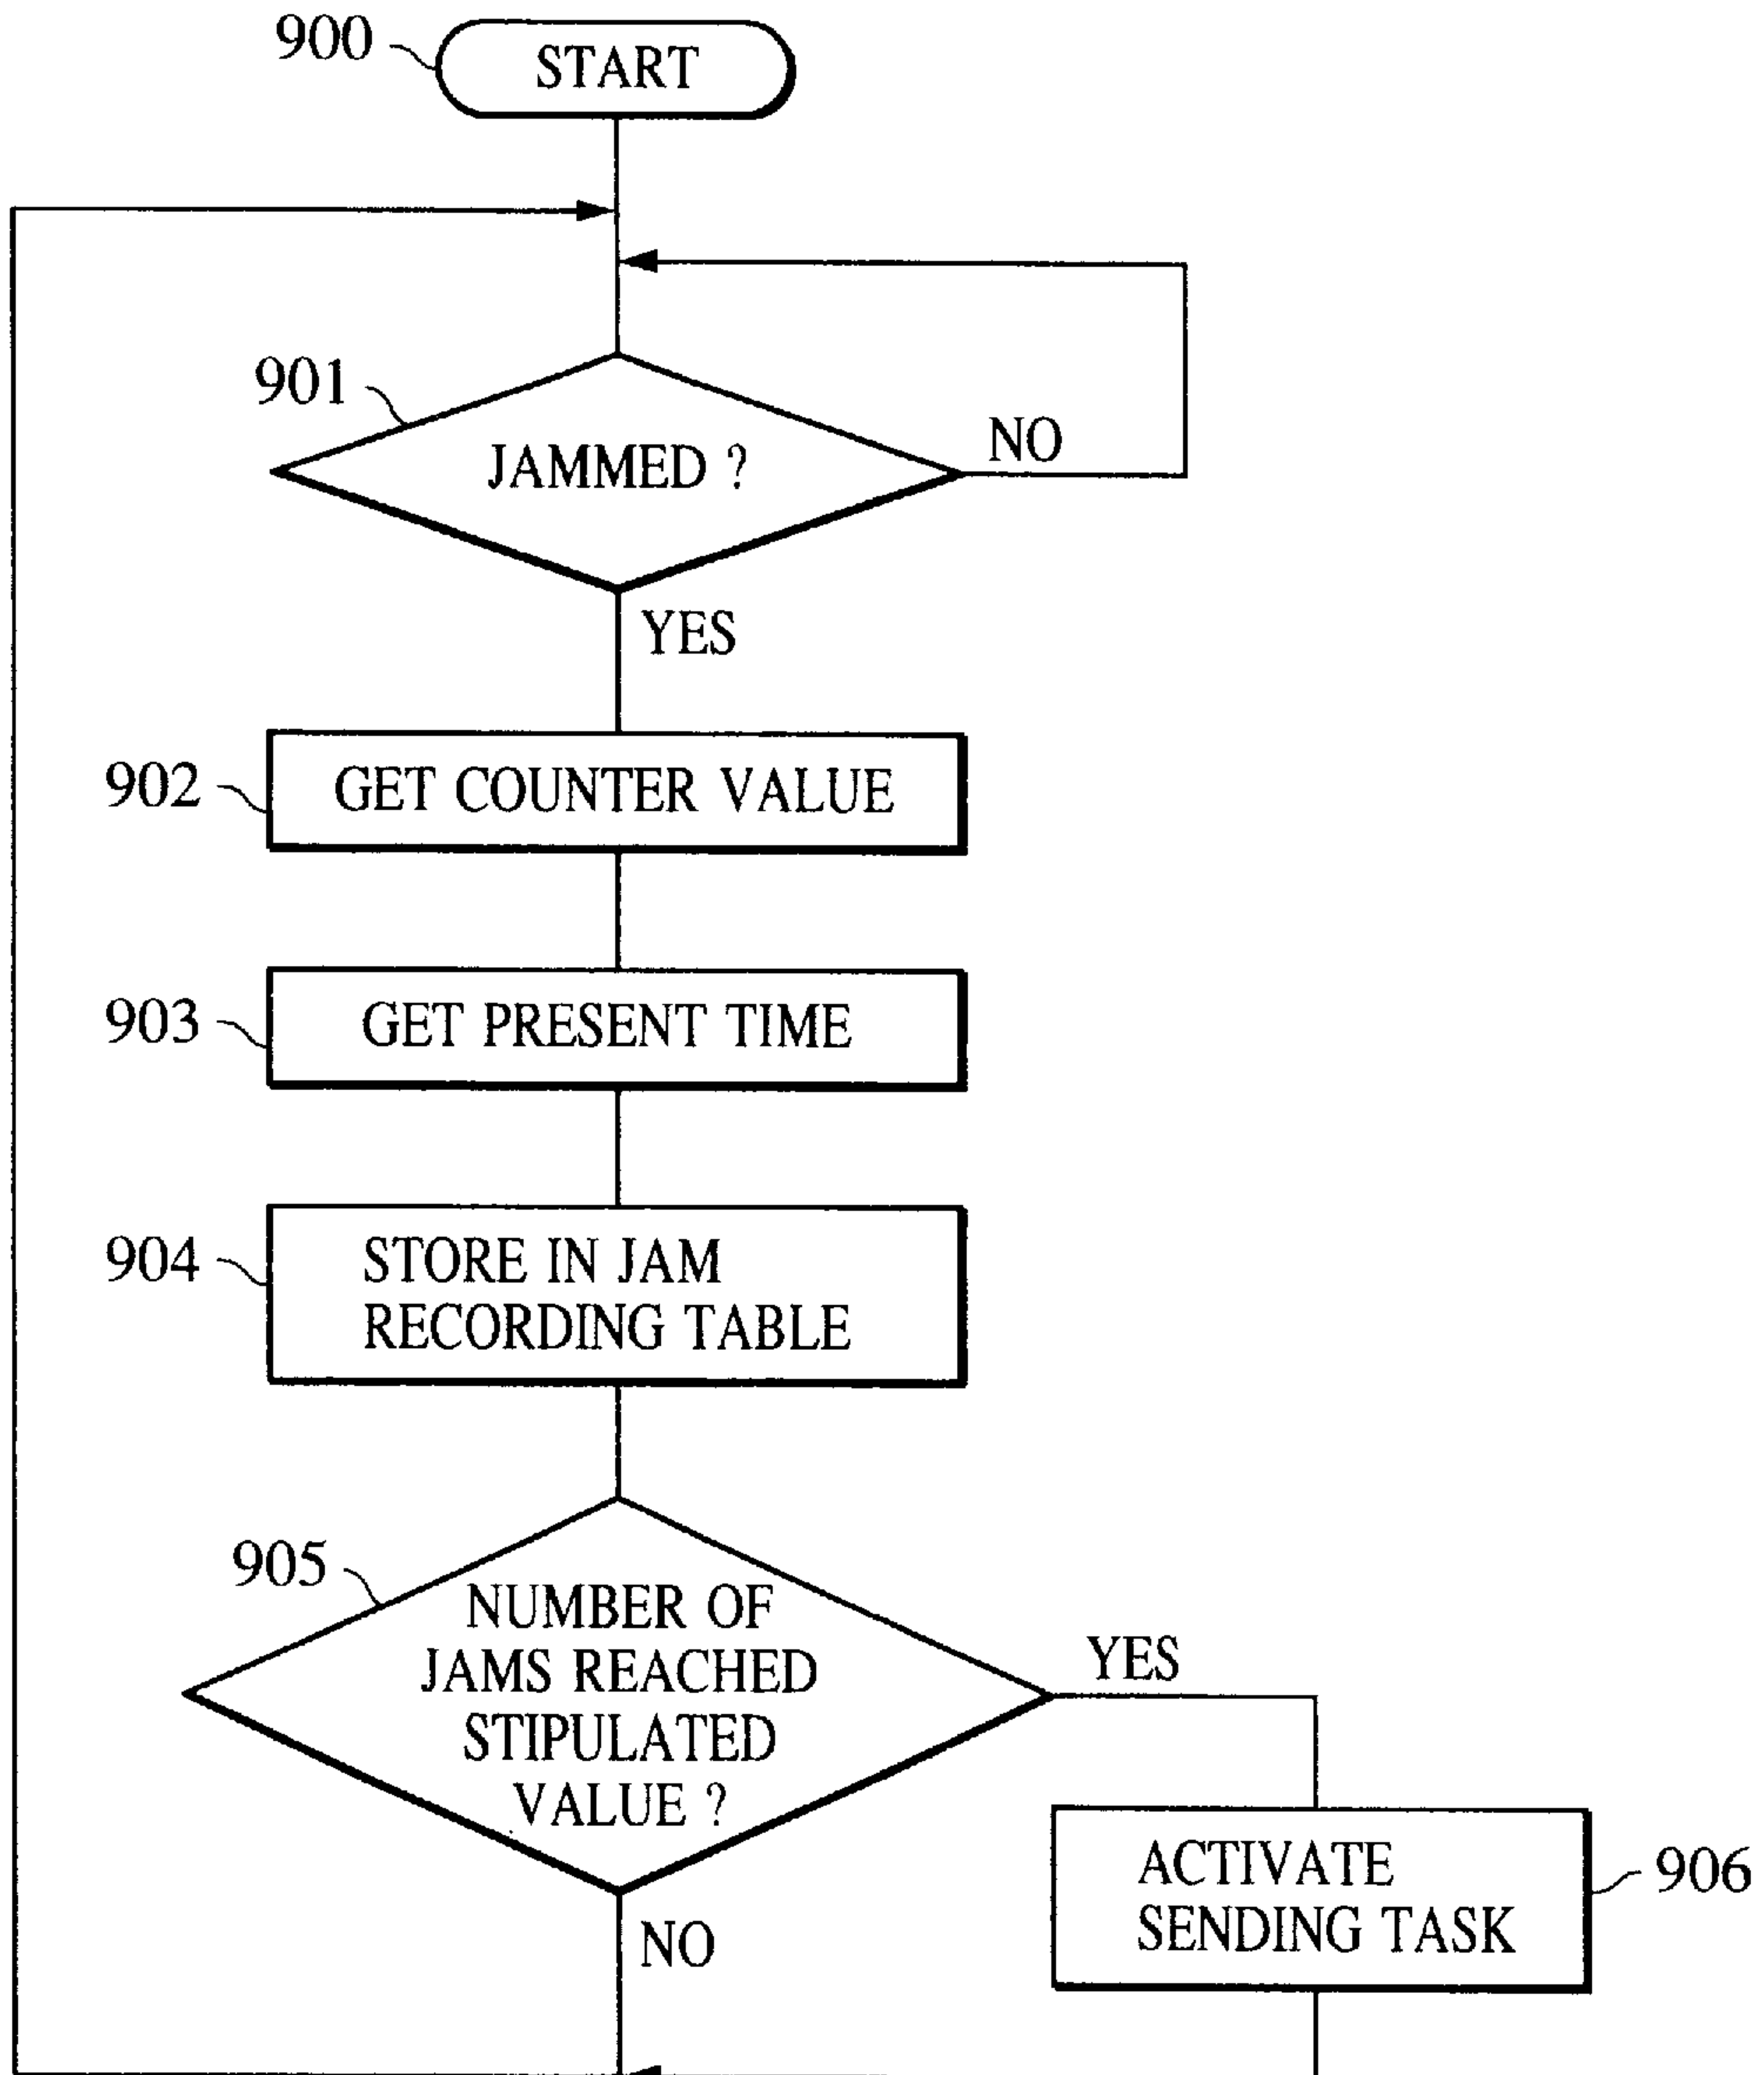 900
START
901
JAMMED ?
NO
YES
902
GET COUNTER VALUE
903
GET PRESENT TIME
904
STORE IN JAM
RECORDING TABLE
905
NUMBER OF
JAMS REACHED
STIPULATED
VALUE ?
YES
NO
ACTIVATE
SENDING TASK
906